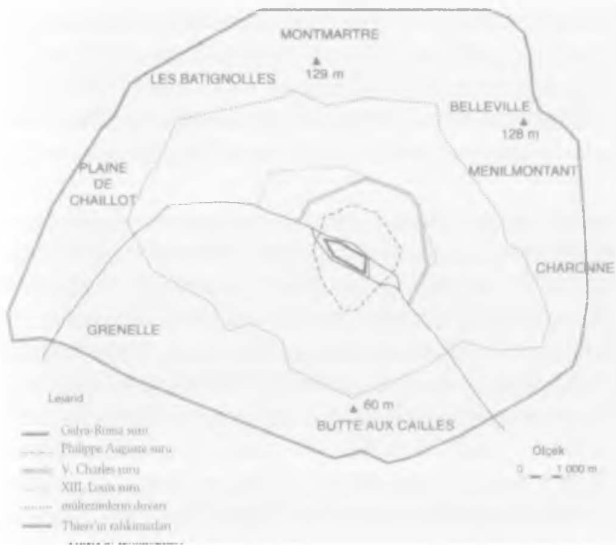 MONTMARTRE
129 m
LES BATIGNOLLES
BELLEVILLE
128 m
PLAINE
DE
CHAILLOT
MENILMONTANT
CHARONNE
GRENELLE
60 m
BUTTE AUX CAILLES
Lejand
Galya-Roma suru
Philippe Auguste suru
V. Charles suru
XIII. Louis suru
mültezimlerin duvarı
Thiers'in tahkimatları
Ölçek
0 1 000 m